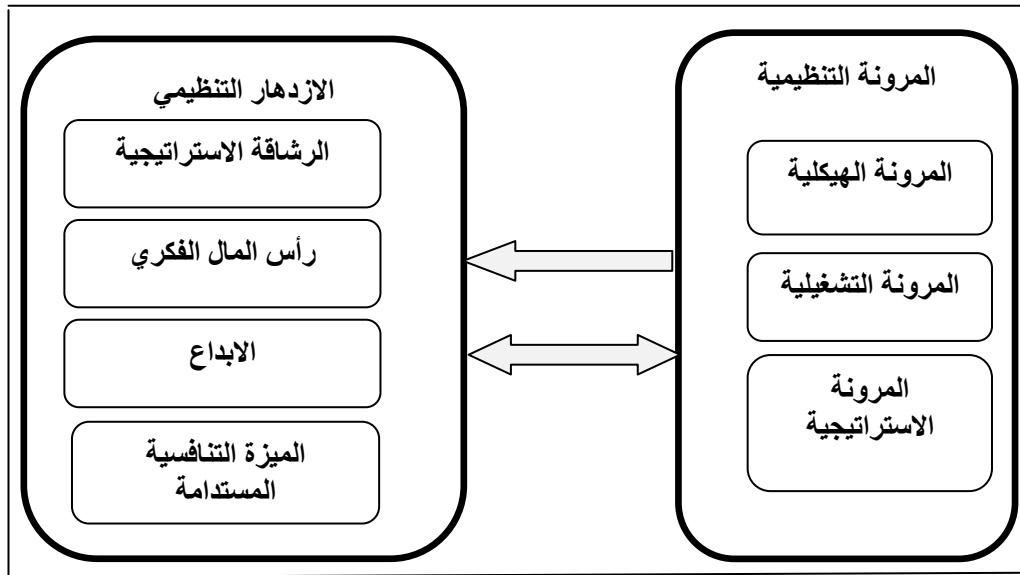 المرونة التنظيمية
المرونة الهيكلية
المرونة التشغيلية
المرونة
الاستراتيجية
الازدهار التنظيمي
الرشاقة الاستراتيجية
رأس المال الفكري
الابداع
الميزة التنافسية
المستدامة